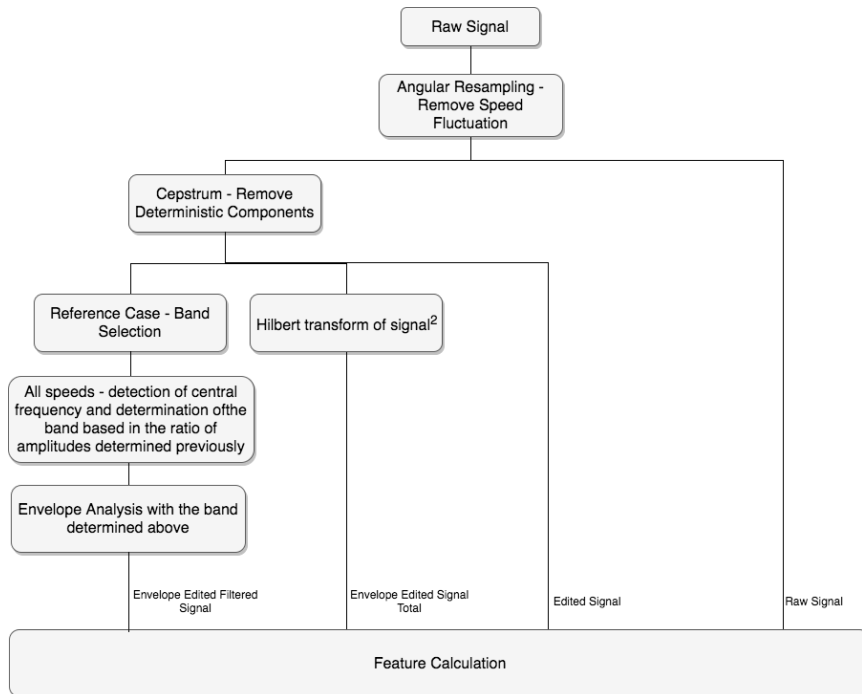 Raw Signal
Angular Resampling -
Remove Speed
Fluctuation
Cepstrum - Remove
Deterministic Components
Reference Case - Band
Selection
Hilbert transform of signal²
All speeds - detection of central
frequency and determination ofthe
band based in the ratio of
amplitudes determined previously
Envelope Analysis with the band
determined above
Envelope Edited Filtered
Signal
Envelope Edited Signal
Total
Edited Signal
Raw Signal
Feature Calculation